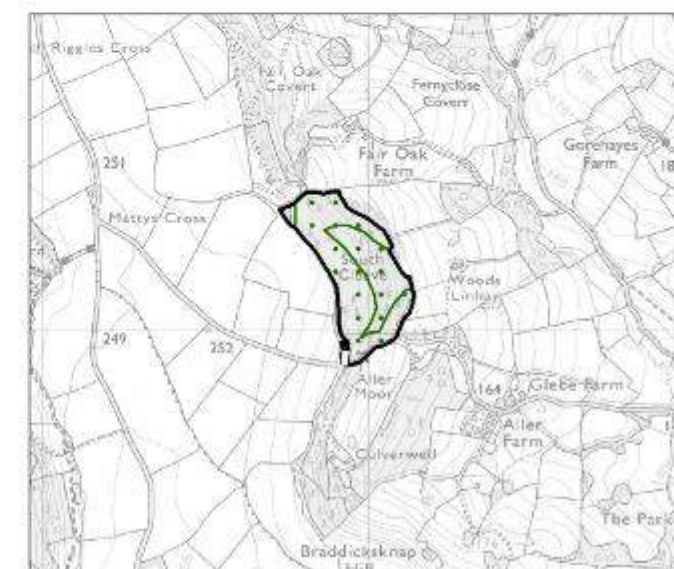 Riggles Cross
Fair Oak
Covert
Fernyclose
Covert
251
Fair Oak
Farm
Gorehayes
Farm
Mattys Cross
South
Woods
Linhay
249
252
Aller
Moor
164
Glebe Farm
Aller
Farm
Culverwell
The Park
Braddicksknap
Hill